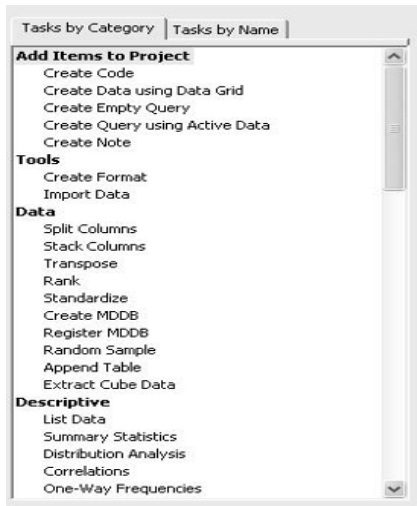 Tasks by Category Tasks by Name
Add Items to Project
Create Code
Create Data using Data Grid
Create Empty Query
Create Query using Active Data
Create Note
Tools
Create Format
Import Data
Data
Split Columns
Stack Columns
Transpose
Rank
Standardize
Create MDDB
Register MDDB
Random Sample
Append Table
Extract Cube Data
Descriptive
List Data
Summary Statistics
Distribution Analysis
Correlations
One-Way Frequencies